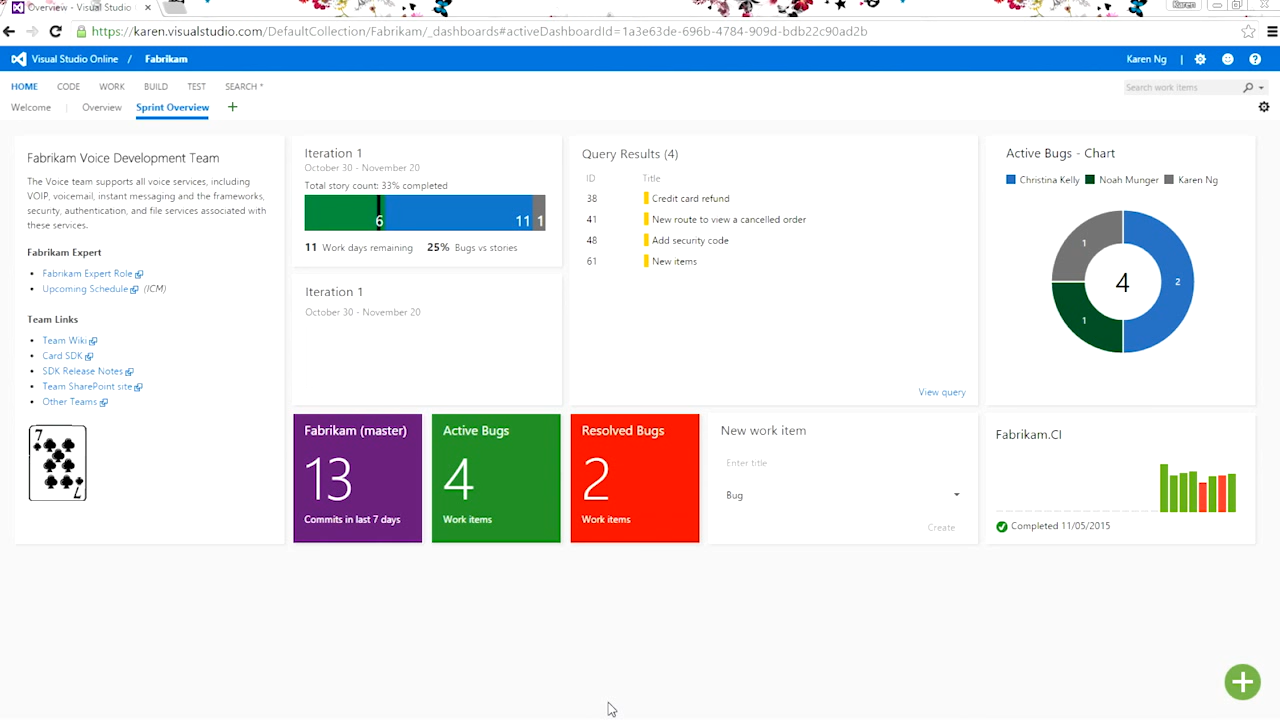 Overview - Visual Studio
Karen
https://karen.visualstudio.com/DefaultCollection/Fabrikam/_dashboards#activeDashboardId=1a3e63de-696b-4784-909d-bdb22c90ad2b
Visual Studio Online / Fabrikam
Karen Ng
HOME CODE WORK BUILD TEST SEARCH*
Search work items
Welcome Overview Sprint Overview
Fabrikam Voice Development Team
The Voice team supports all voice services, including
VOIP, voicemail, instant messaging and the frameworks,
security, authentication, and file services associated with
these services.
Fabrikam Expert
Fabrikam Expert Role
Upcoming Schedule (ICM)
Team Links
Team Wiki
Card SDK
SDK Release Notes
Team SharePoint site
Other Teams
7
7
Iteration 1
October 30 - November 20
Total story count: 33% completed
6 11 1
11 Work days remaining 25% Bugs vs stories
Iteration 1
October 30 - November 20
Query Results (4)
ID Title
38 Credit card refund
41 New route to view a cancelled order
48 Add security code
61 New items
View query
Active Bugs - Chart
Christina Kelly Noah Munger Karen Ng
1
2
4
1
Fabrikam (master)
13
Commits in last 7 days
Active Bugs
4
Work items
Resolved Bugs
2
Work items
New work item
Enter title
Bug
Create
Fabrikam.CI
Completed 11/05/2015